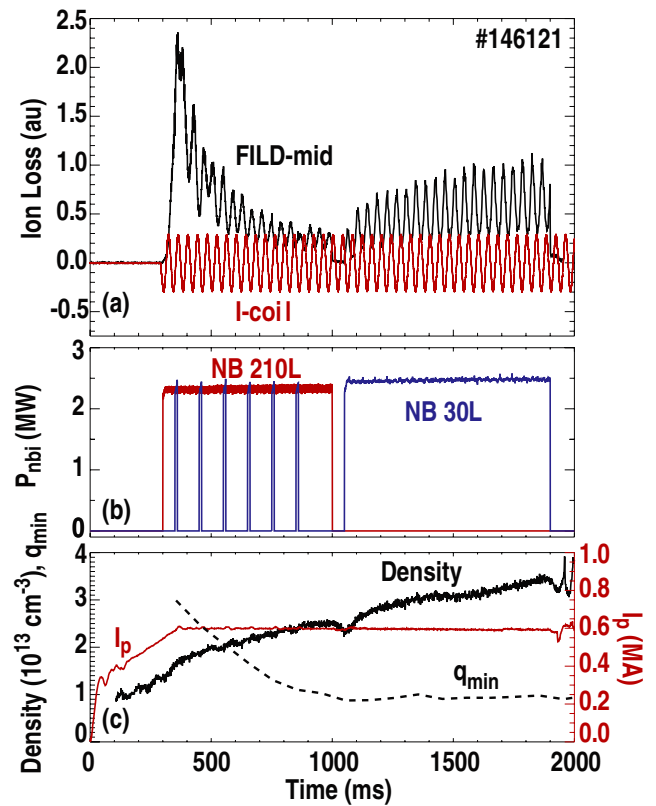 #146121
2.5
2.0
1.5
1.0
0.5
0.0
-0.5
Ion Loss (au)
FILD-mid
I-coil
(a)
3
2
1
0
P_nbi (MW)
NB 210L
NB 30L
(b)
4
3
2
1
0
Density (10^13 cm^-3), q_min
Density
I_p
q_min
(c)
1.0
0.8
0.6
0.4
0.2
0.0
I_p (MA)
0 500 1000 1500 2000
Time (ms)